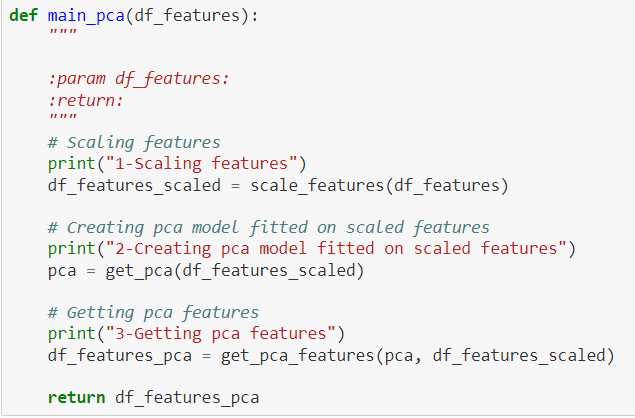 def main_pca(df_features):
    """

    :param df_features:
    :return:
    """
    # Scaling features
    print("1-Scaling features")
    df_features_scaled = scale_features(df_features)

    # Creating pca model fitted on scaled features
    print("2-Creating pca model fitted on scaled features")
    pca = get_pca(df_features_scaled)

    # Getting pca features
    print("3-Getting pca features")
    df_features_pca = get_pca_features(pca, df_features_scaled)

    return df_features_pca